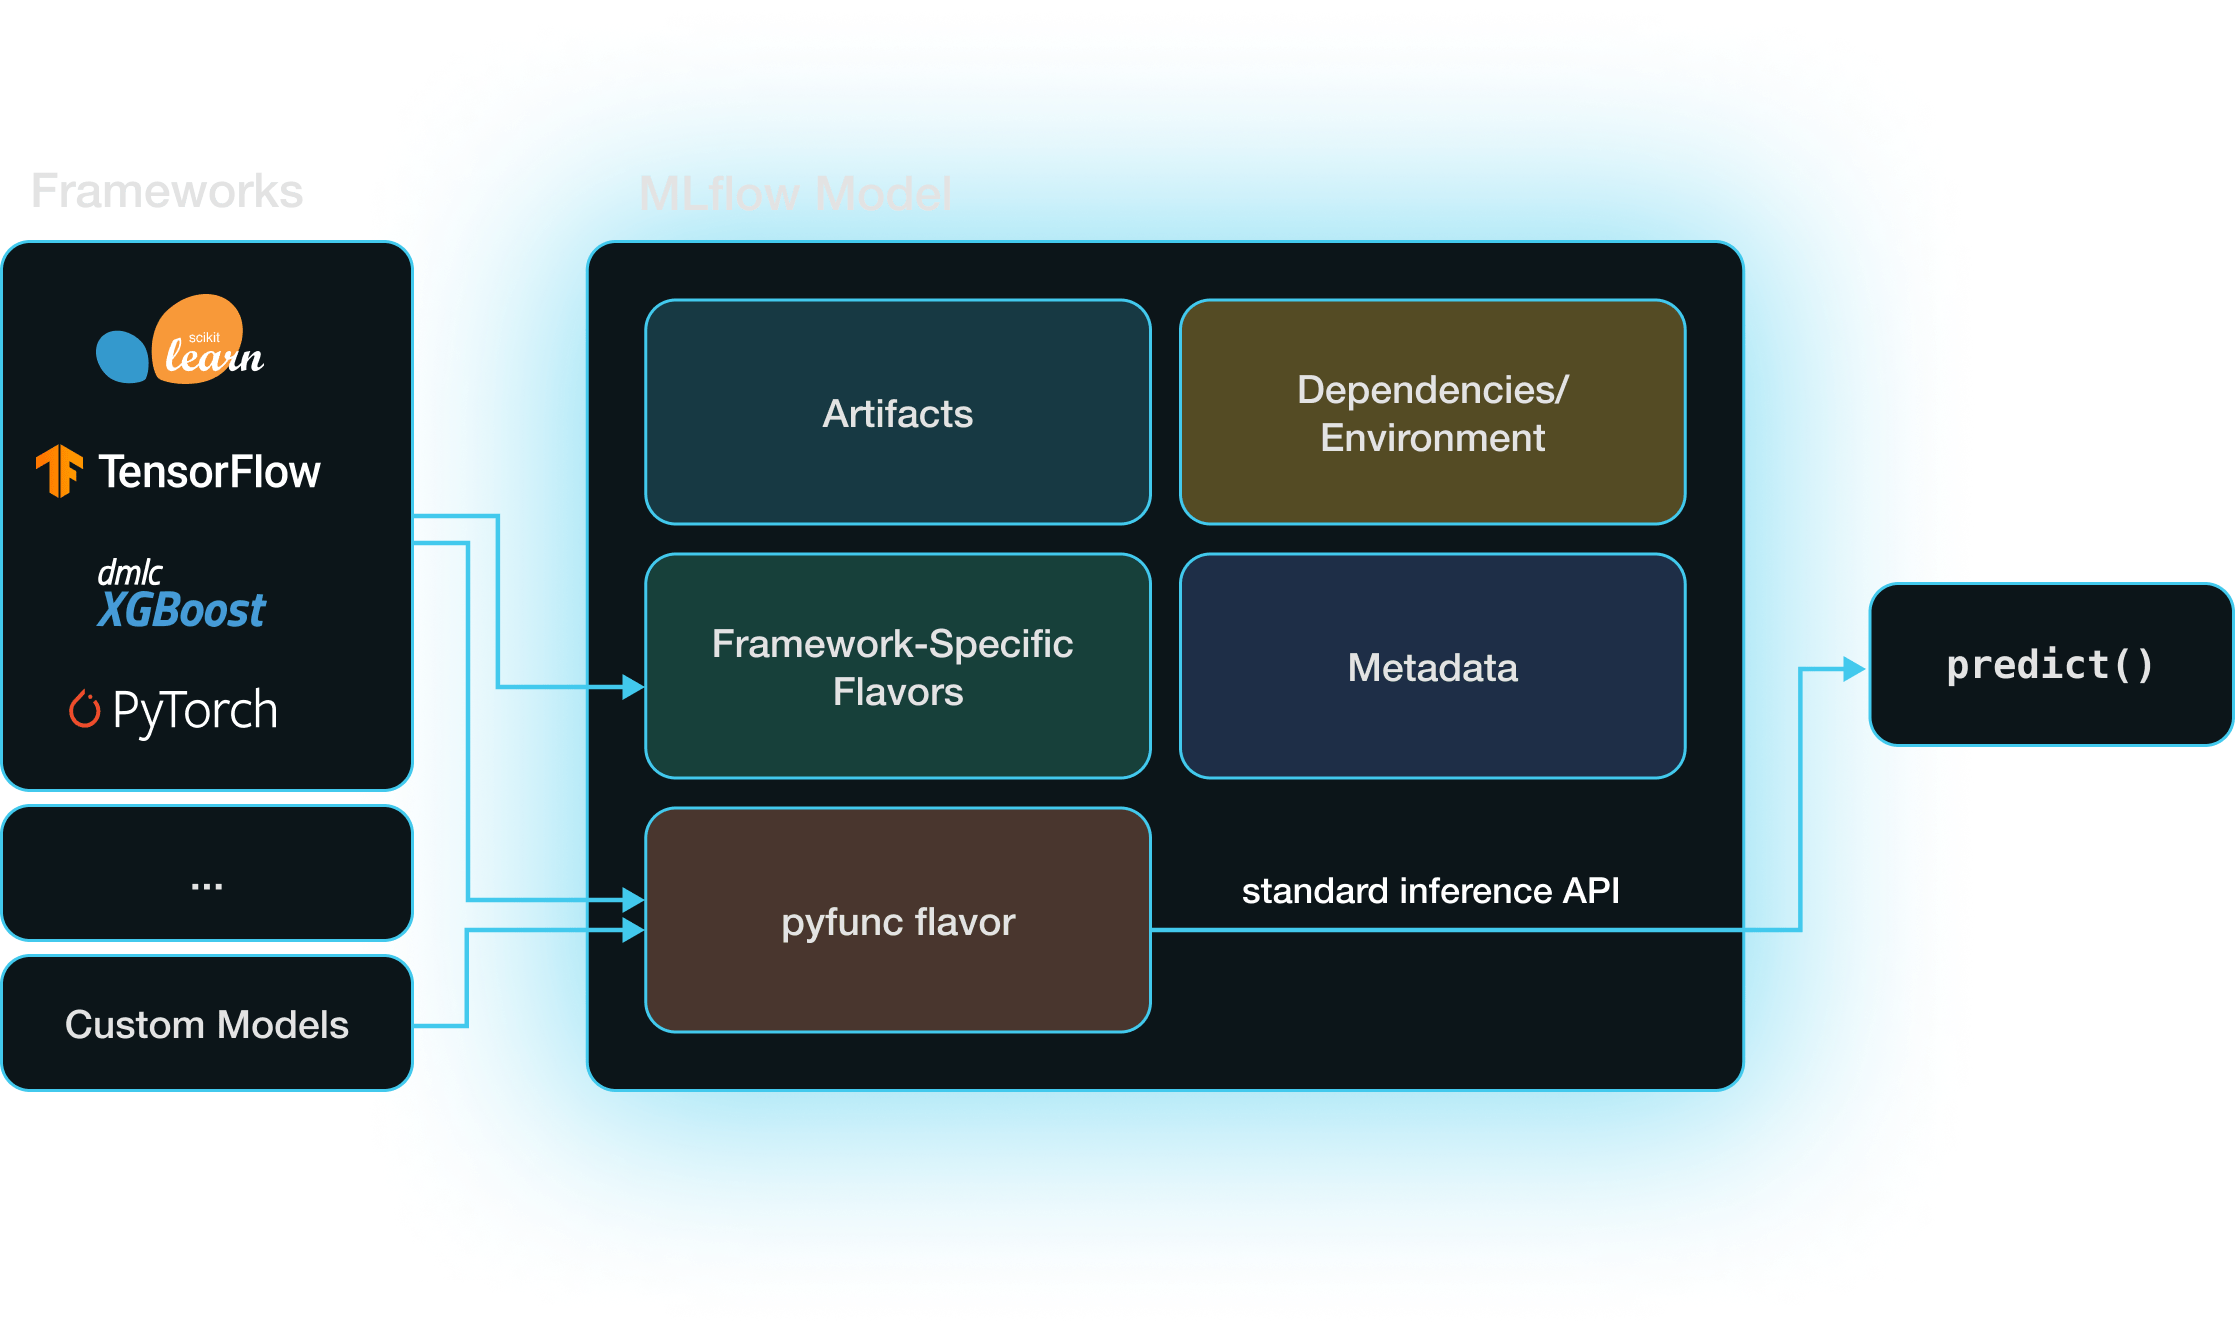 Frameworks
scikit
learn
TensorFlow
dmlc
XGBoost
PyTorch
...
Custom Models
MLflow Model
Artifacts
Dependencies/
Environment
Framework-Specific
Flavors
Metadata
pyfunc flavor
standard inference API
predict()